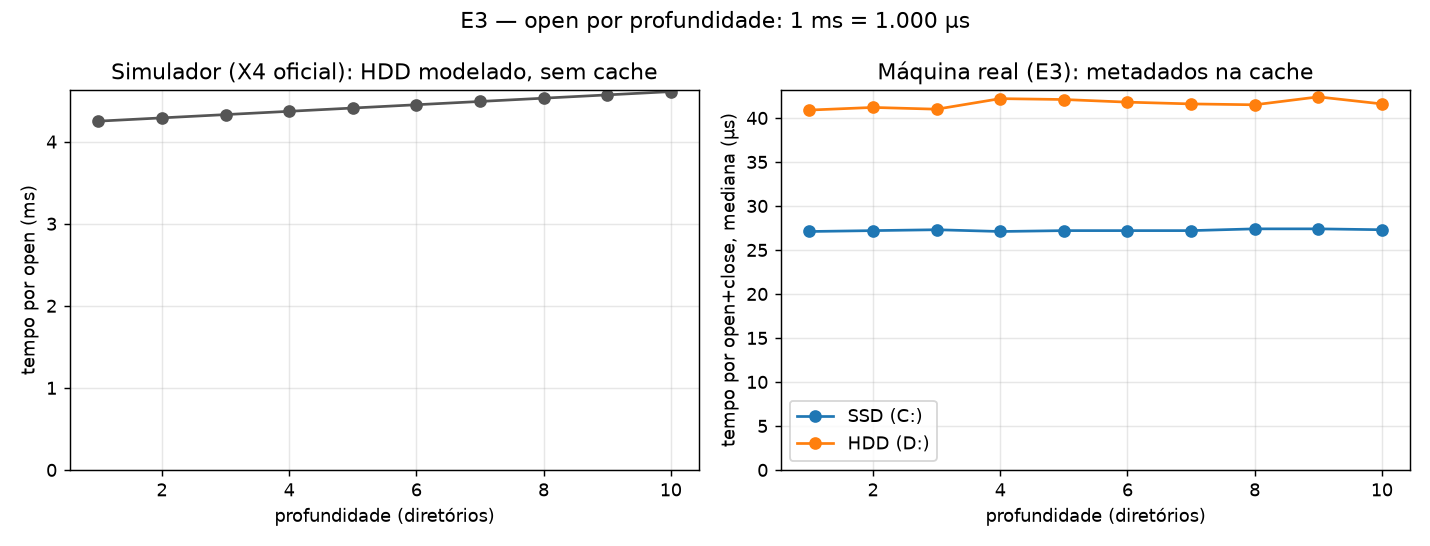 E3 — open por profundidade: 1 ms = 1.000 µs
Simulador (X4 oficial): HDD modelado, sem cache
tempo por open (ms)
4
3
2
1
0
2
4
6
8
10
profundidade (diretórios)
Máquina real (E3): metadados na cache
tempo por open+close, mediana (µs)
40
35
30
25
20
15
10
5
0
SSD (C:)
HDD (D:)
2
4
6
8
10
profundidade (diretórios)